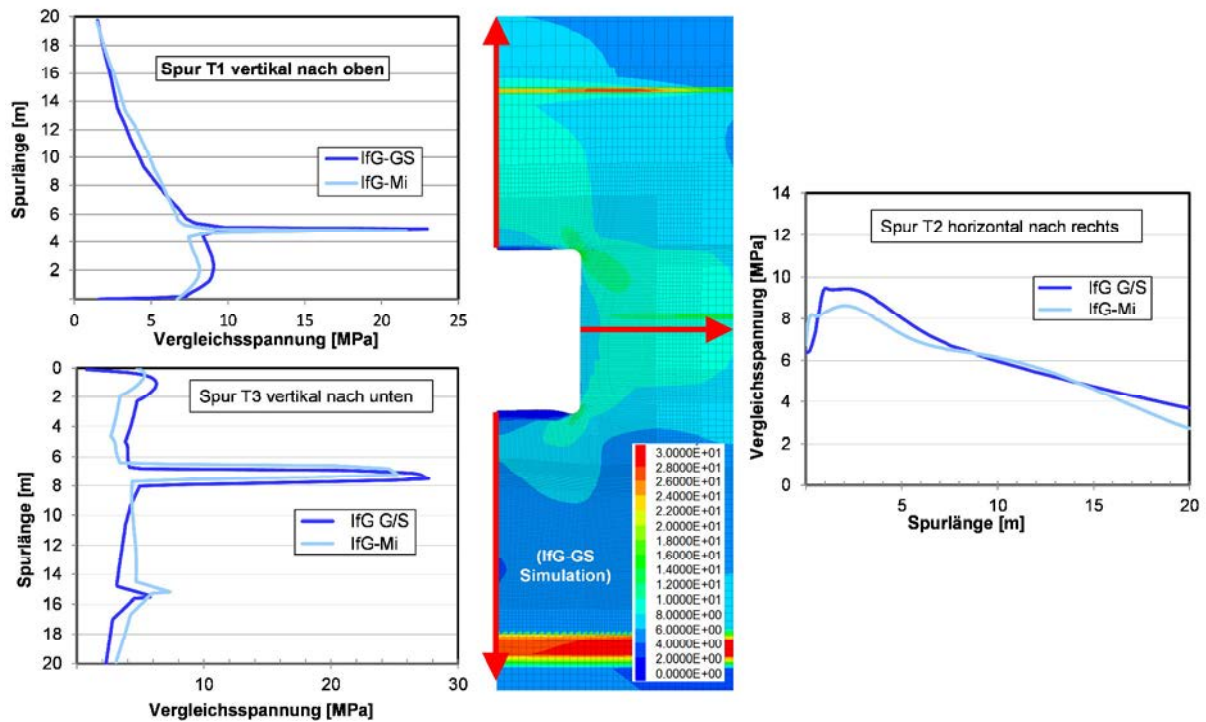 20
18
16
14
12
10
8
6
4
2
Spurlänge [m]
Spur T1 vertikal nach oben
IfG-GS
IfG-Mi
0 5 10 15 20 25
Vergleichsspannung [MPa]
0
2
4
6
8
10
12
14
16
18
20
Spurlänge [m]
Spur T3 vertikal nach unten
IfG G/S
IfG-Mi
0 10 20 30
Vergleichsspannung [MPa]
(IfG-GS
Simulation)
3.0000E+01
2.8000E+01
2.6000E+01
2.4000E+01
2.2000E+01
2.0000E+01
1.8000E+01
1.6000E+01
1.4000E+01
1.2000E+01
1.0000E+01
8.0000E+00
6.0000E+00
4.0000E+00
2.0000E+00
0.0000E+00
14
12
10
8
6
4
2
0
Vergleichsspannung [MPa]
Spur T2 horizontal nach rechts
IfG G/S
IfG-Mi
5 10 15 20
Spurlänge [m]